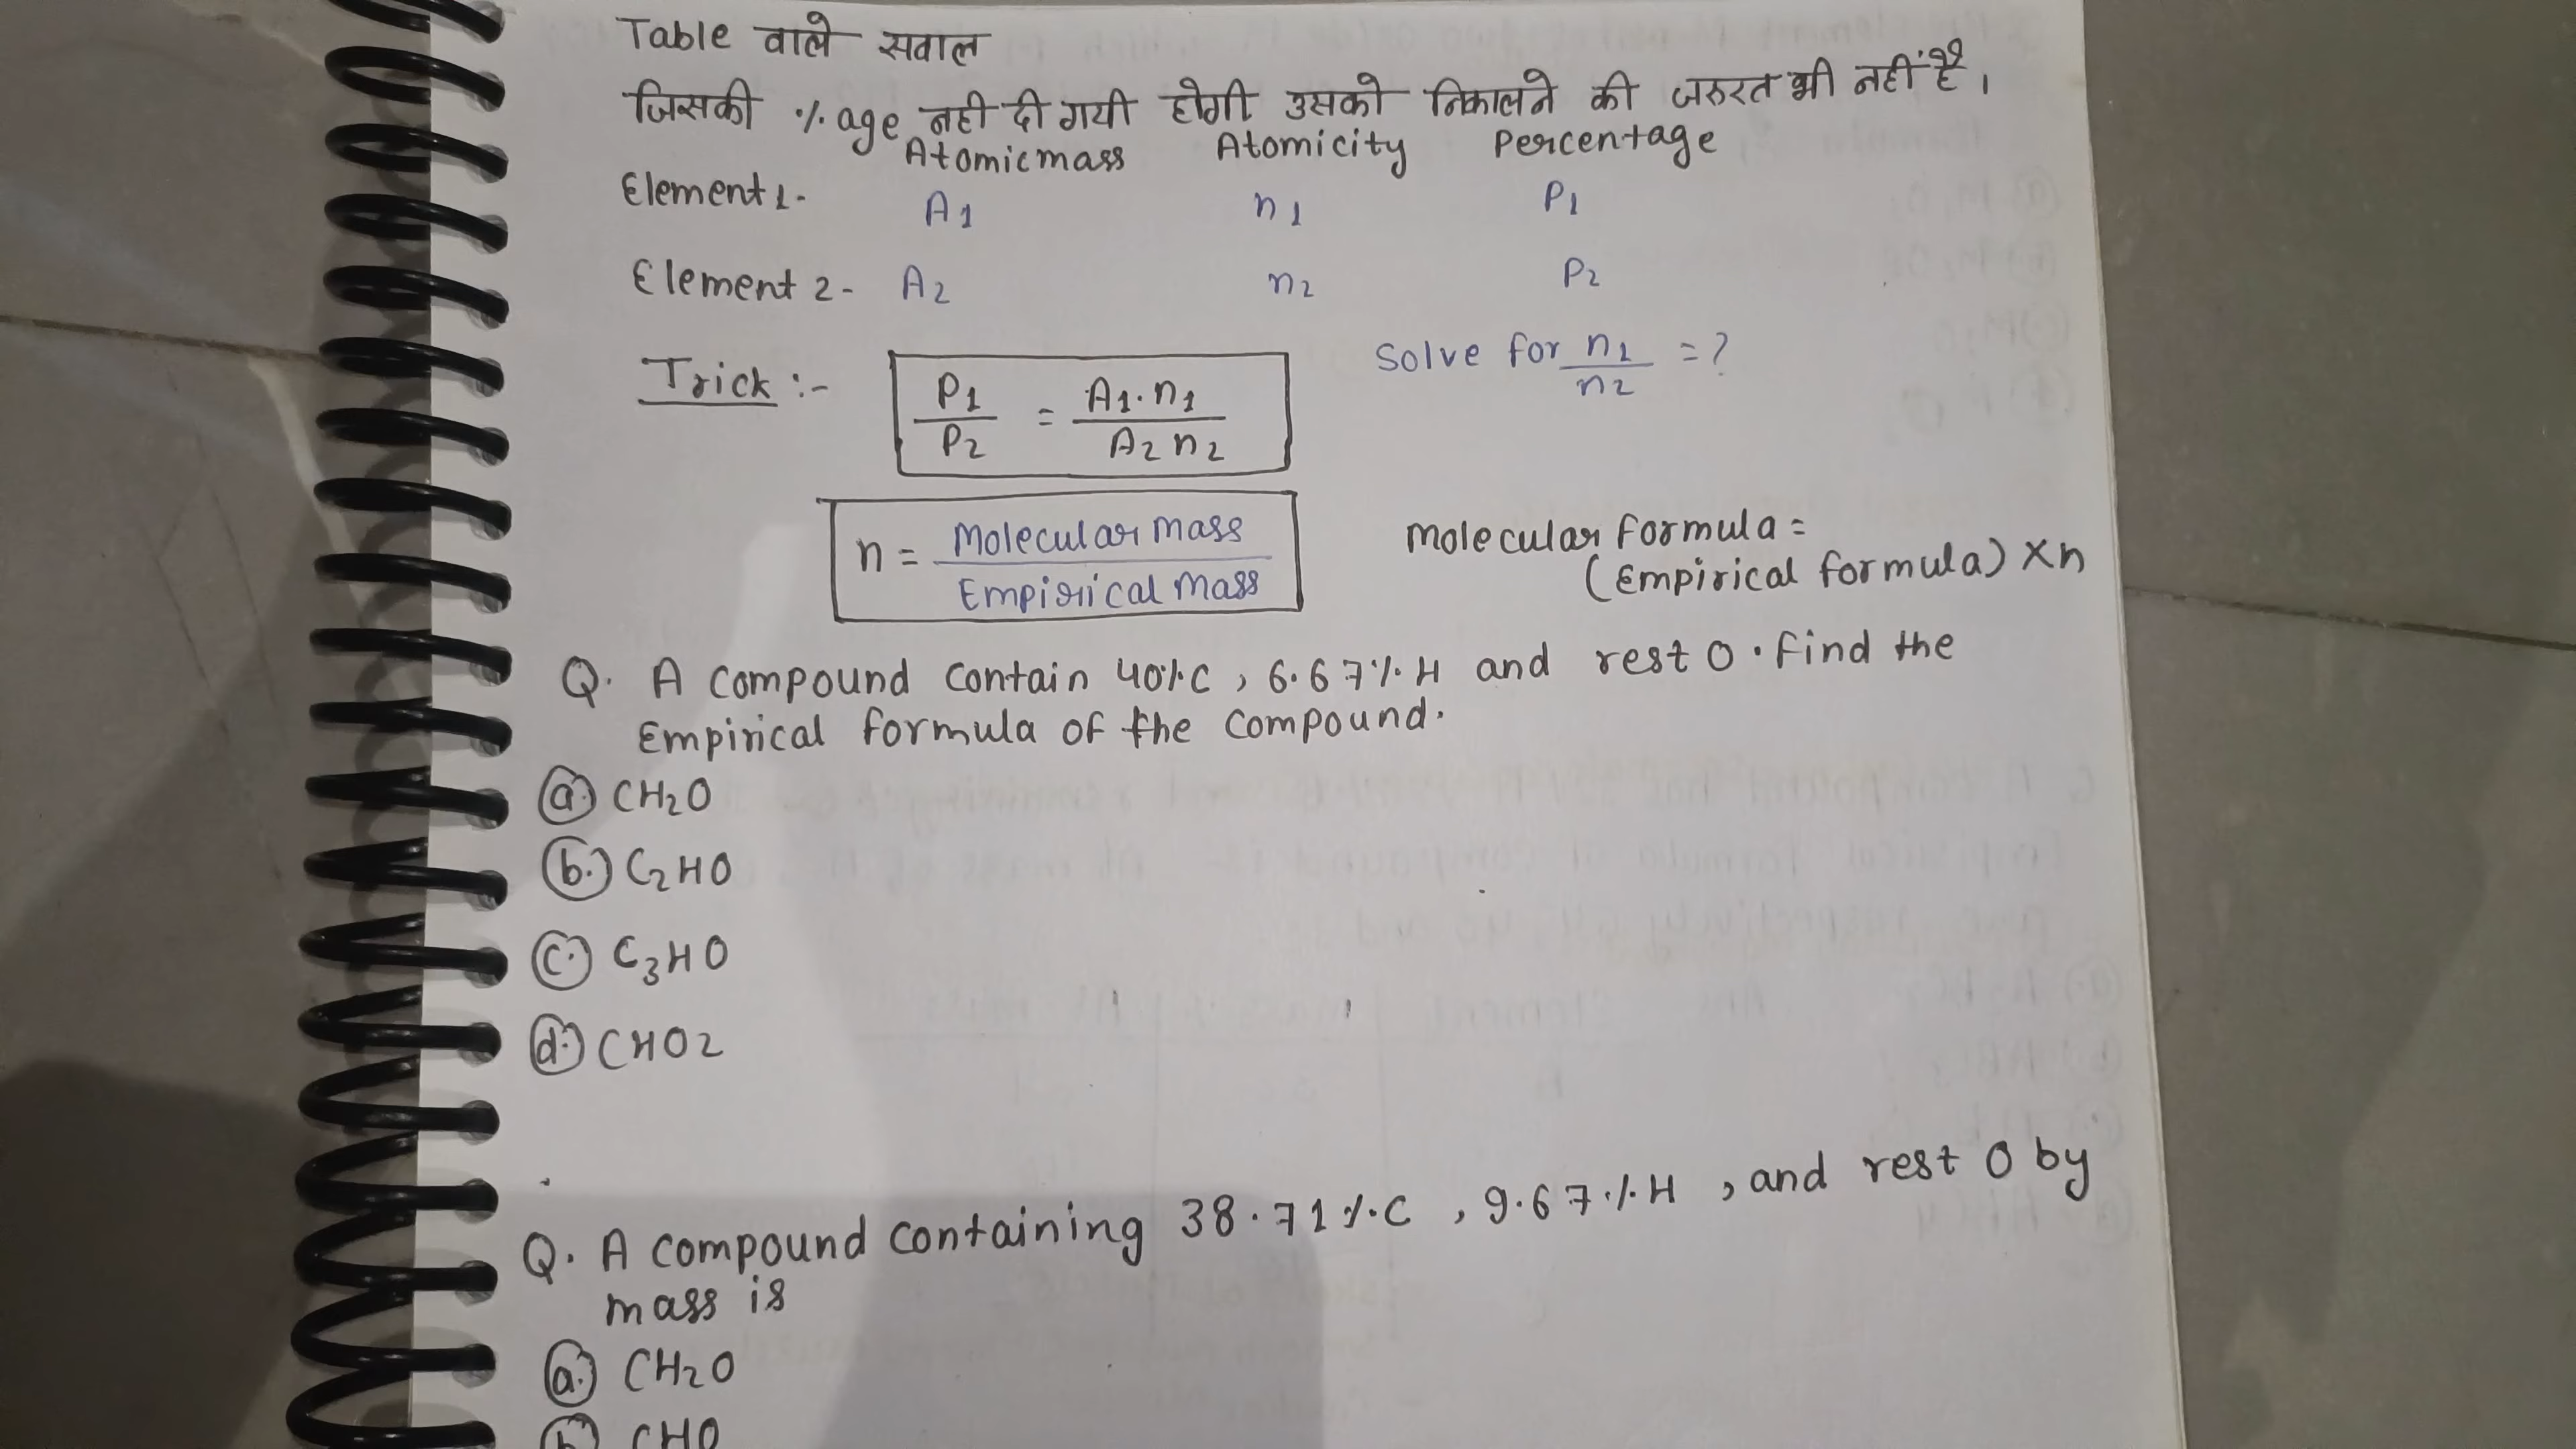 Table वाले सवाल
जिसकी %age नही दी गयी होगी उसको निकालने की जरुरत भी नहीं है।
Atomicmass Atomicity Percentage
Element 1- A1 n1 P1
Element 2- A2 n2 P2
Solve for n1/n2 = ?
Trick :- P1/P2 = A1·n1/A2 n2
n = Molecular mass/Empirical Mass
Molecular formula =
(Empirical formula) × n
Q. A compound contain 40%C, 6.67% H and rest O. Find the
Empirical formula of the compound.
(a.) CH2O
(b.) C2HO
(c.) C3HO
(d.) CHO2
Q. A compound containing 38.71%C, 9.67%H, and rest O by
mass is
(a.) CH2O
(b) CHO